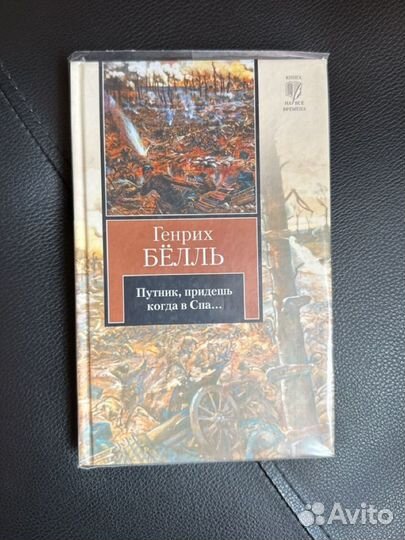 КНИГА
НА ВСЕ
ВРЕМЕНА
Генрих
БЁЛЛЬ
Путник, придешь
когда в Спа...
Avito